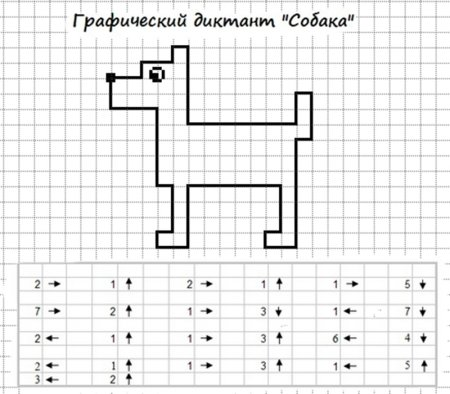 Графический диктант "Собака"
2 → 1 ↑ 2 → 1 ↑ 1 → 5 ↓
7 → 2 ↑ 1 → 3 ↓ 1 ← 7 ↓
2 ← 1 ↑ 1 → 3 ↑ 6 ← 4 ↓
2 ← 1 ↑ 1 → 3 ↑ 1 ← 5 ↑
3 ← 2 ↑